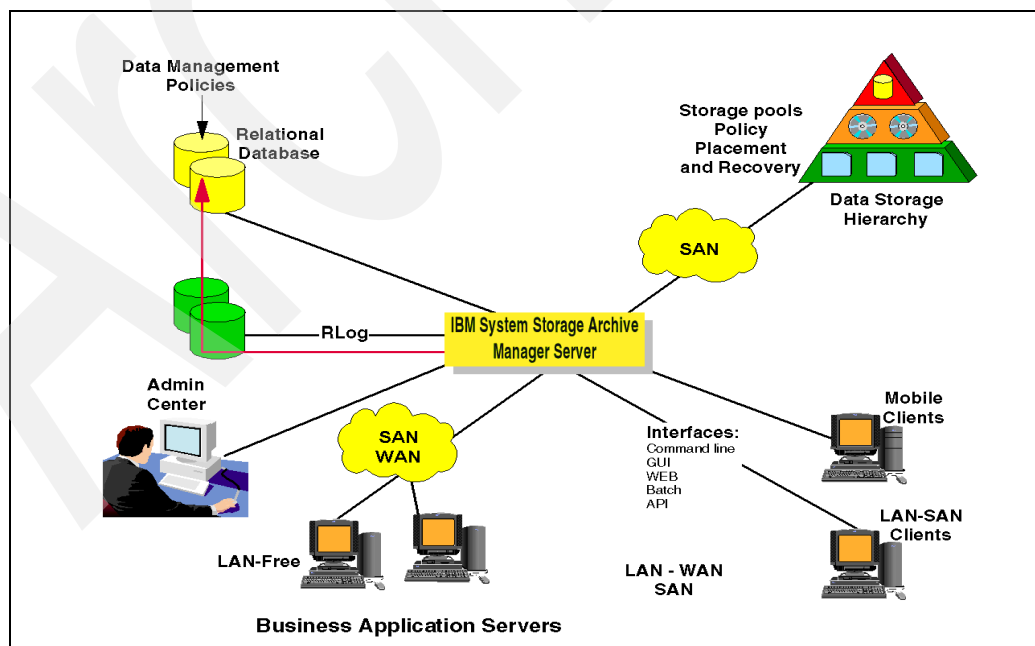 Data Management
Policies
Relational
Database
Storage pools
Policy
Placement
and Recovery
Data Storage
Hierarchy
SAN
RLog
IBM System Storage Archive
Manager Server
Admin
Center
SAN
WAN
Interfaces:
Command line
GUI
WEB
Batch
API
Mobile
Clients
LAN-SAN
Clients
LAN-Free
LAN - WAN
SAN
Business Application Servers